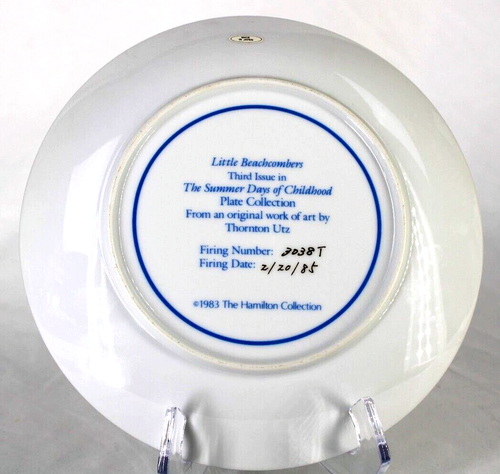 Little Beachcombers
Third Issue in
The Summer Days of Childhood
Plate Collection
From an original work of art by
Thornton Utz
Firing Number: 3038T
Firing Date: 2/20/85
©1983 The Hamilton Collection